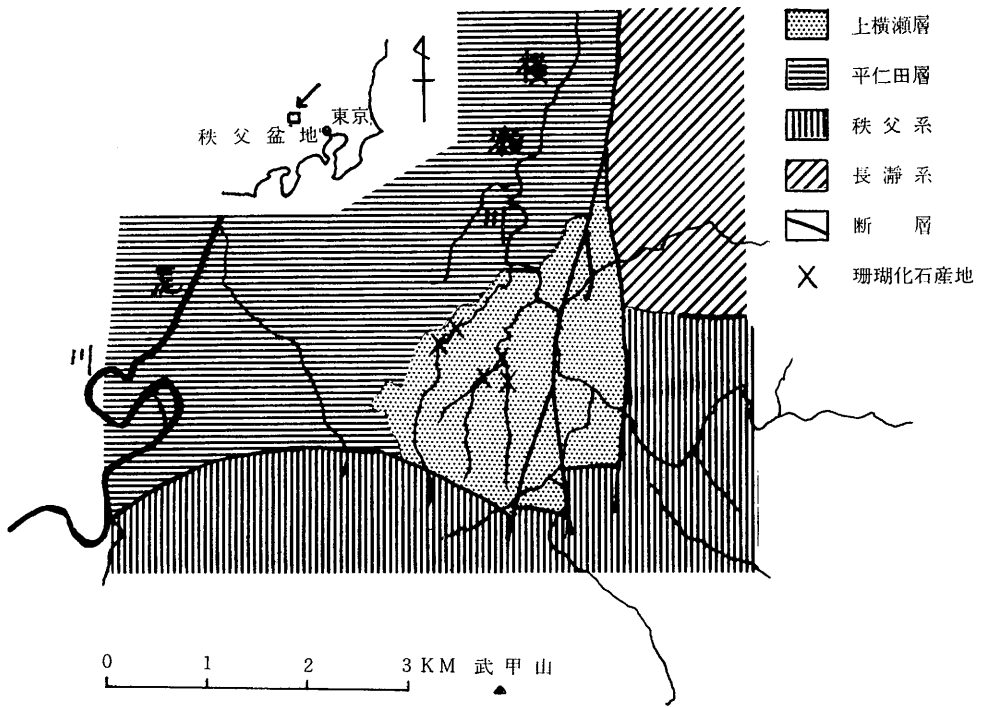 上横瀬層
平仁田層
秩父系
長瀞系
断層
珊瑚化石産地
東京
秩父盆地
横
瀬
川
荒
川
0 1 2 3 KM 武甲山